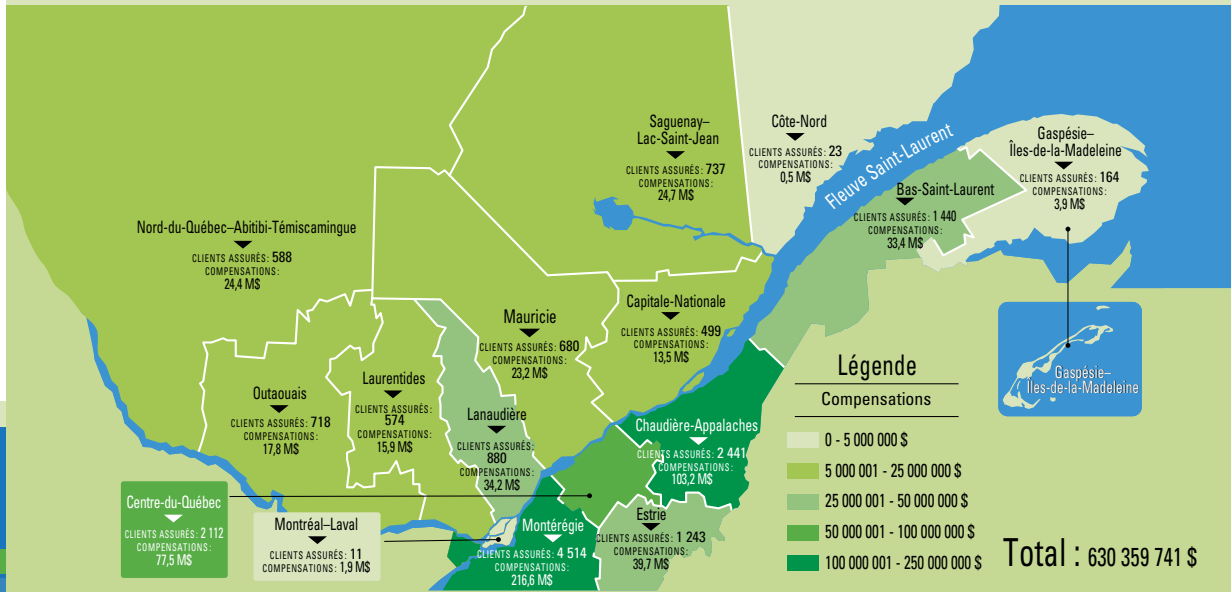 Côte-Nord
CLIENTS ASSURÉS: 23
COMPENSATIONS:
0,5 M$
Saguenay–
Lac-Saint-Jean
CLIENTS ASSURÉS: 737
COMPENSATIONS:
24,7 M$
Gaspésie–
Îles-de-la-Madeleine
CLIENTS ASSURÉS: 164
COMPENSATIONS:
3,9 M$
Fleuve Saint-Laurent
Bas-Saint-Laurent
CLIENTS ASSURÉS: 1 440
COMPENSATIONS:
33,4 M$
Nord-du-Québec–Abitibi-Témiscamingue
CLIENTS ASSURÉS: 588
COMPENSATIONS:
24,4 M$
Capitale-Nationale
CLIENTS ASSURÉS: 499
COMPENSATIONS:
13,5 M$
Mauricie
CLIENTS ASSURÉS: 680
COMPENSATIONS:
23,2 M$
Outaouais
CLIENTS ASSURÉS: 718
COMPENSATIONS:
17,8 M$
Laurentides
CLIENTS ASSURÉS:
574
COMPENSATIONS:
15,9 M$
Lanaudière
CLIENTS ASSURÉS:
880
COMPENSATIONS:
34,2 M$
Chaudière-Appalaches
CLIENTS ASSURÉS: 2 441
COMPENSATIONS:
103,2 M$
Centre-du-Québec
CLIENTS ASSURÉS: 2 112
COMPENSATIONS:
77,5 M$
Montréal–Laval
CLIENTS ASSURÉS: 11
COMPENSATIONS: 1,9 M$
Montérégie
CLIENTS ASSURÉS: 4 514
COMPENSATIONS:
216,6 M$
Estrie
CLIENTS ASSURÉS: 1 243
COMPENSATIONS:
39,7 M$
Gaspésie–
Îles-de-la-Madeleine
Légende
Compensations
0 - 5 000 000 $
5 000 001 - 25 000 000 $
25 000 001 - 50 000 000 $
50 000 001 - 100 000 000 $
100 000 001 - 250 000 000 $
Total : 630 359 741 $